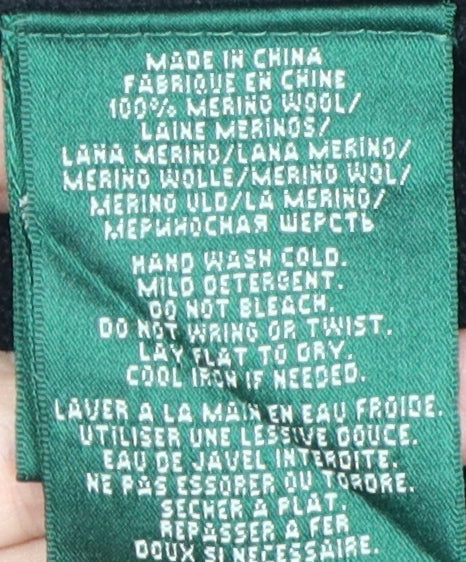 MADE IN CHINA
FABRIQUE EN CHINE
100% MERINO WOOL/
LAINE MERINOS/
LANA MERINO/LANA MERINO/
MERINO WOLLE/MERINO WOL/
MERINO ULD/LA MERINO/
МЕРИНОСНАЯ ШЕРСТЬ
HAND WASH COLD.
MILD DETERGENT.
DO NOT BLEACH.
DO NOT WRING OR TWIST.
LAY FLAT TO DRY.
COOL IRON IF NEEDED.
LAVER A LA MAIN EN EAU FROIDE.
UTILISER UNE LESSIVE DOUCE.
EAU DE JAVEL INTERDITE.
NE PAS ESSORER OU TORDRE.
SECHER A PLAT.
REPASSER A FER
DOUX SI NECESSAIRE.